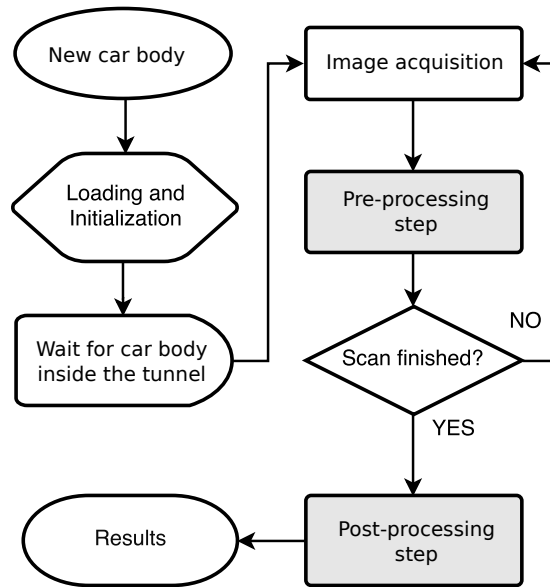 New car body
Loading and
Initialization
Wait for car body
inside the tunnel
Image acquisition
Pre-processing
step
Scan finished?
NO
YES
Post-processing
step
Results